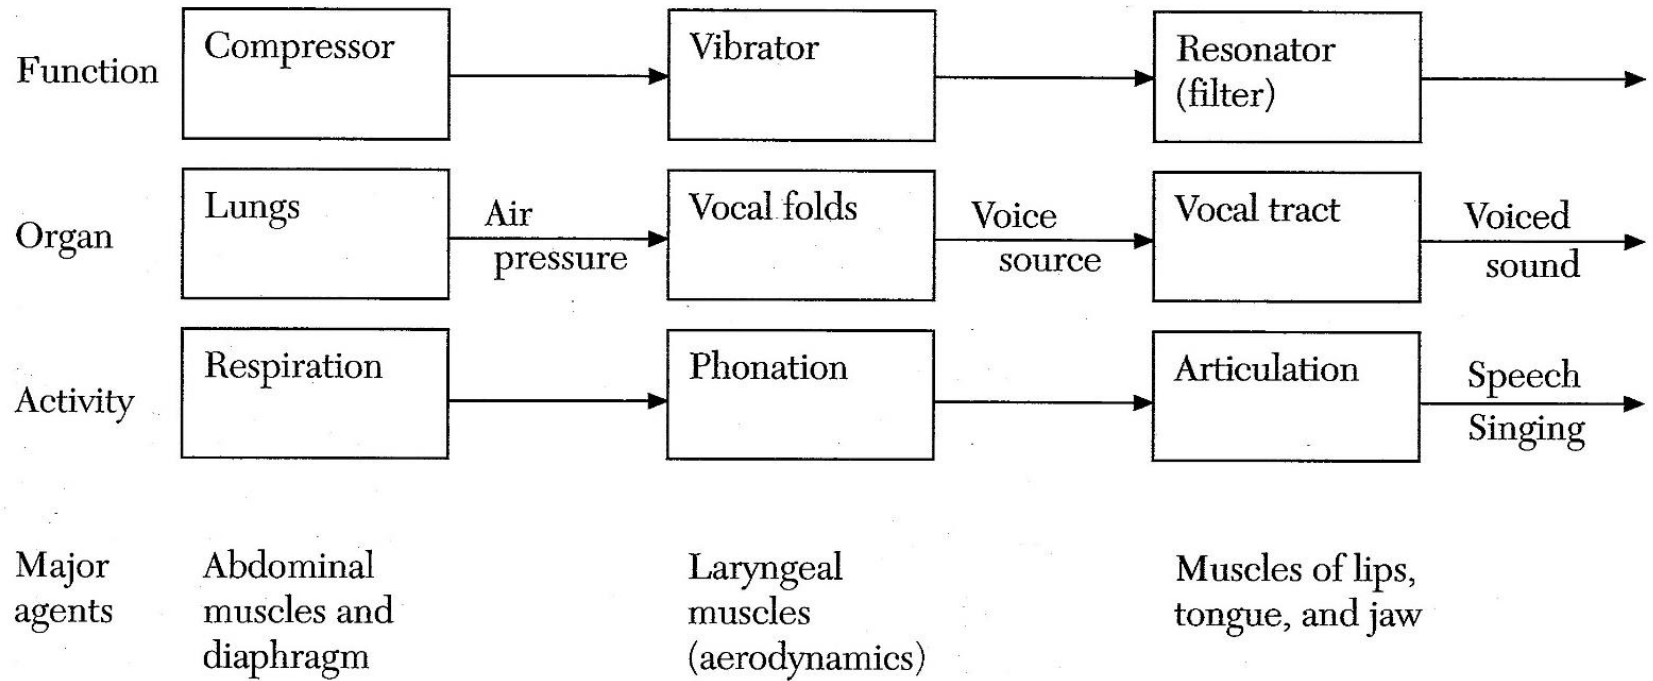 Function
Compressor
Vibrator
Resonator
(filter)
Organ
Lungs
Air
pressure
Vocal folds
Voice
source
Vocal tract
Voiced
sound
Activity
Respiration
Phonation
Articulation
Speech
Singing
Major
agents
Abdominal
muscles and
diaphragm
Laryngeal
muscles
(aerodynamics)
Muscles of lips,
tongue, and jaw